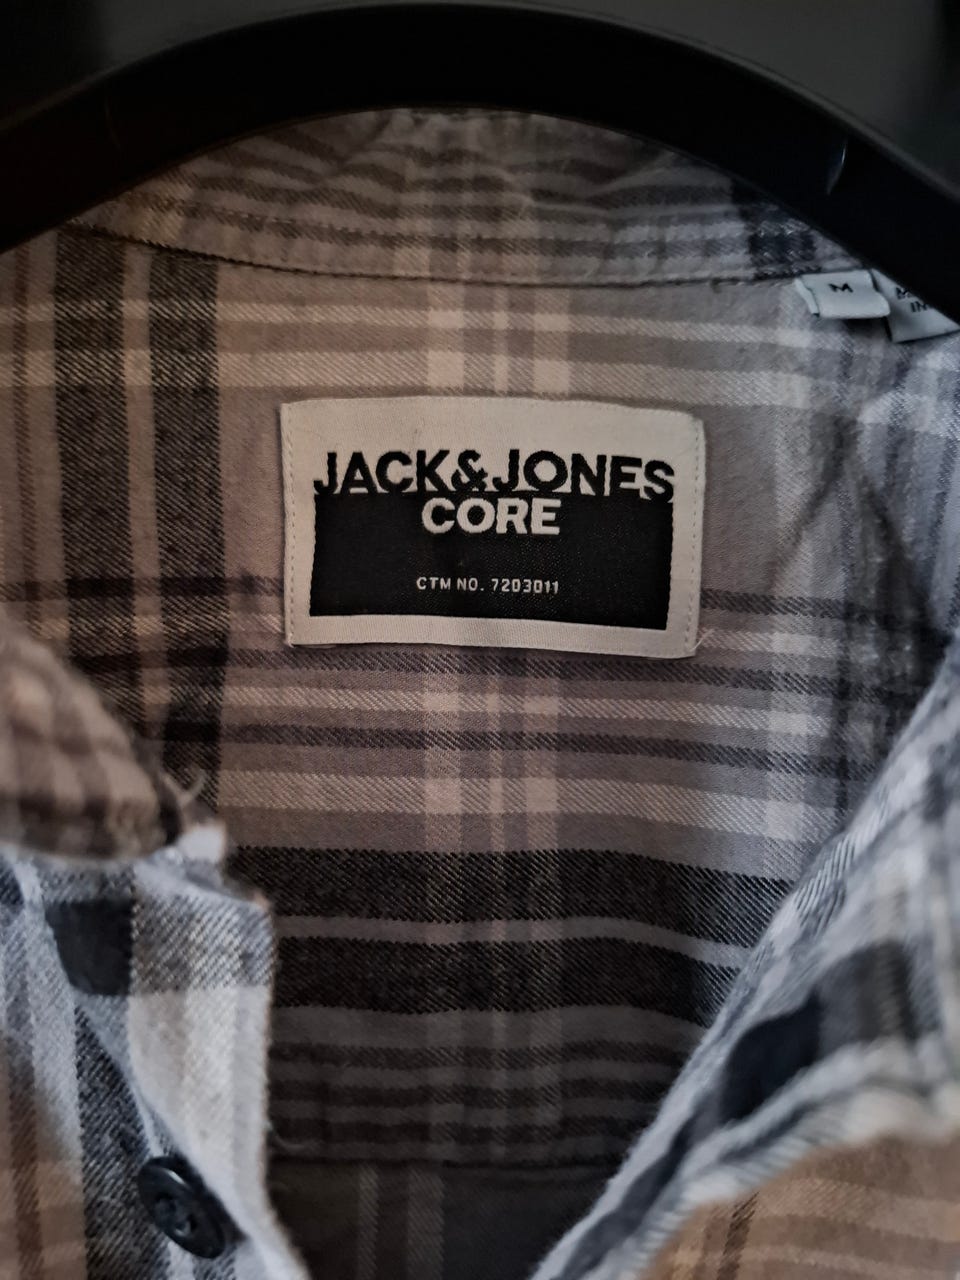 M
JACK&JONES
CORE
CTM NO. 7203011